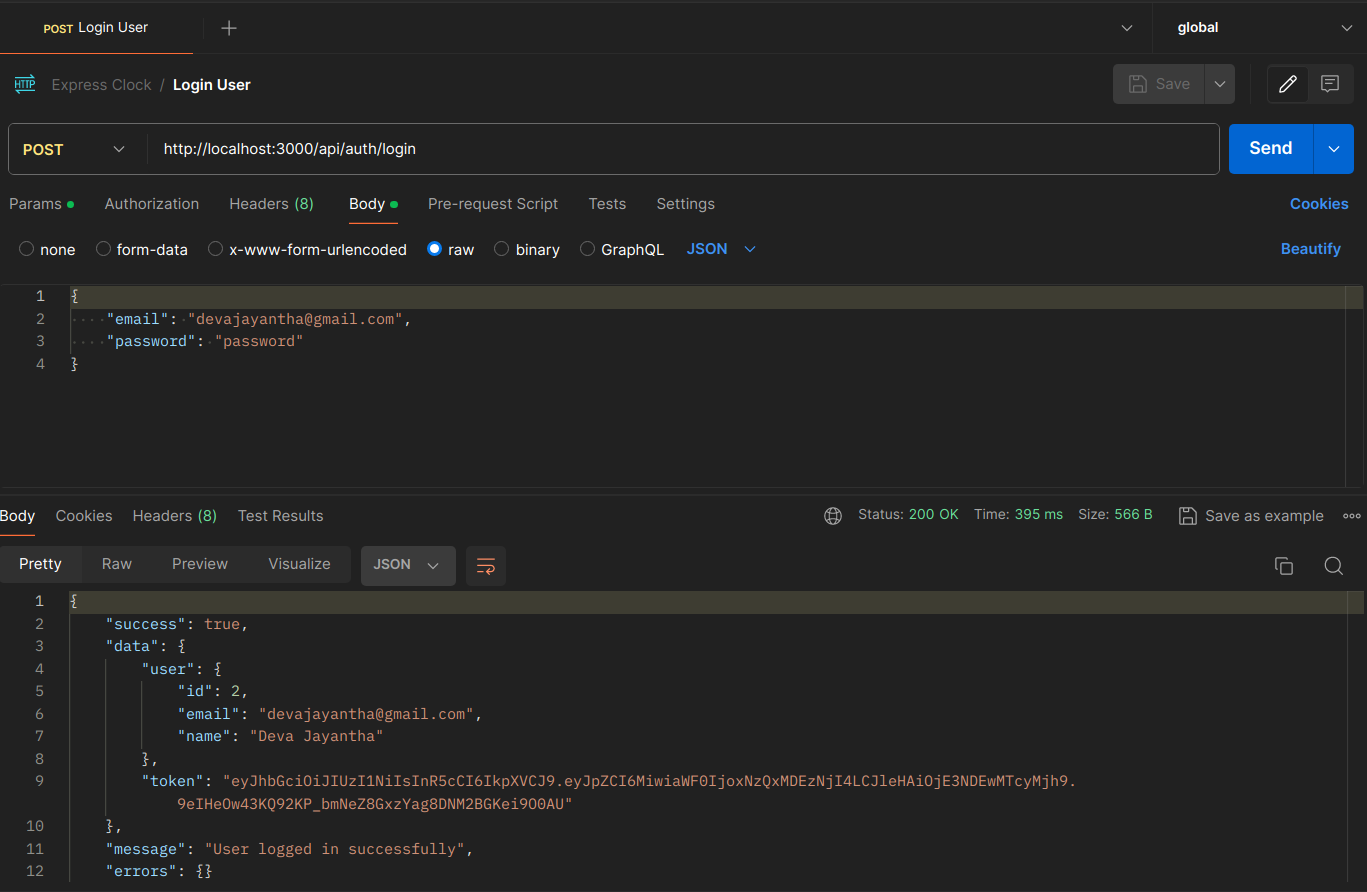 POST Login User
global
HTTP Express Clock / Login User
Save
POST http://localhost:3000/api/auth/login
Send
Params Authorization Headers (8) Body Pre-request Script Tests Settings Cookies
none form-data x-www-form-urlencoded raw binary GraphQL JSON Beautify
1 {
2 "email": "devajayantha@gmail.com",
3 "password": "password"
4 }
Body Cookies Headers (8) Test Results Status: 200 OK Time: 395 ms Size: 566 B Save as example
Pretty Raw Preview Visualize JSON
1 {
2 "success": true,
3 "data": {
4 "user": {
5 "id": 2,
6 "email": "devajayantha@gmail.com",
7 "name": "Deva Jayantha"
8 },
9 "token": "eyJhbGciOiJIUzI1NiIsInR5cCI6IkpXVCJ9.eyJpZCI6MiwiaWF0IjoxNzQxMDEzNjI4LCJleHAiOjE3NDEwMTcyMjh9.
9eIHeOw43KQ92KP_bmNeZ8GxzYag8DNM2BGKei9O0AU"
10 },
11 "message": "User logged in successfully",
12 "errors": {}